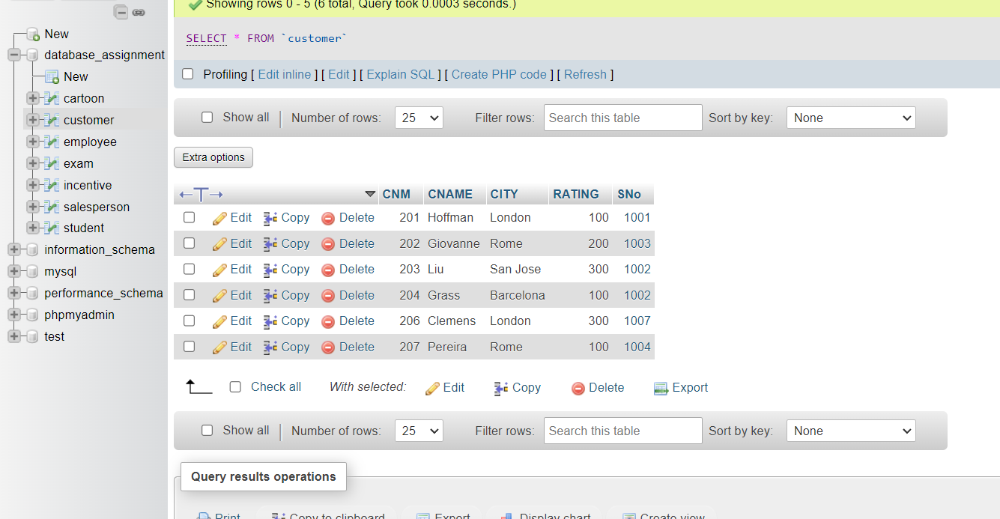 Showing rows 0 - 5 (6 total, Query took 0.0003 seconds.)
SELECT * FROM `customer`
Profiling [ Edit inline ] [ Edit ] [ Explain SQL ] [ Create PHP code ] [ Refresh ]
Show all Number of rows: 25 Filter rows: Search this table Sort by key: None
Extra options
CNM CNAME CITY RATING SNo
Edit Copy Delete 201 Hoffman London 100 1001
Edit Copy Delete 202 Giovanne Rome 200 1003
Edit Copy Delete 203 Liu San Jose 300 1002
Edit Copy Delete 204 Grass Barcelona 100 1002
Edit Copy Delete 206 Clemens London 300 1007
Edit Copy Delete 207 Pereira Rome 100 1004
Check all With selected: Edit Copy Delete Export
Show all Number of rows: 25 Filter rows: Search this table Sort by key: None
Query results operations
Print Copy to clipboard Export Display chart Create view
New
database_assignment
New
cartoon
customer
employee
exam
incentive
salesperson
student
information_schema
mysql
performance_schema
phpmyadmin
test